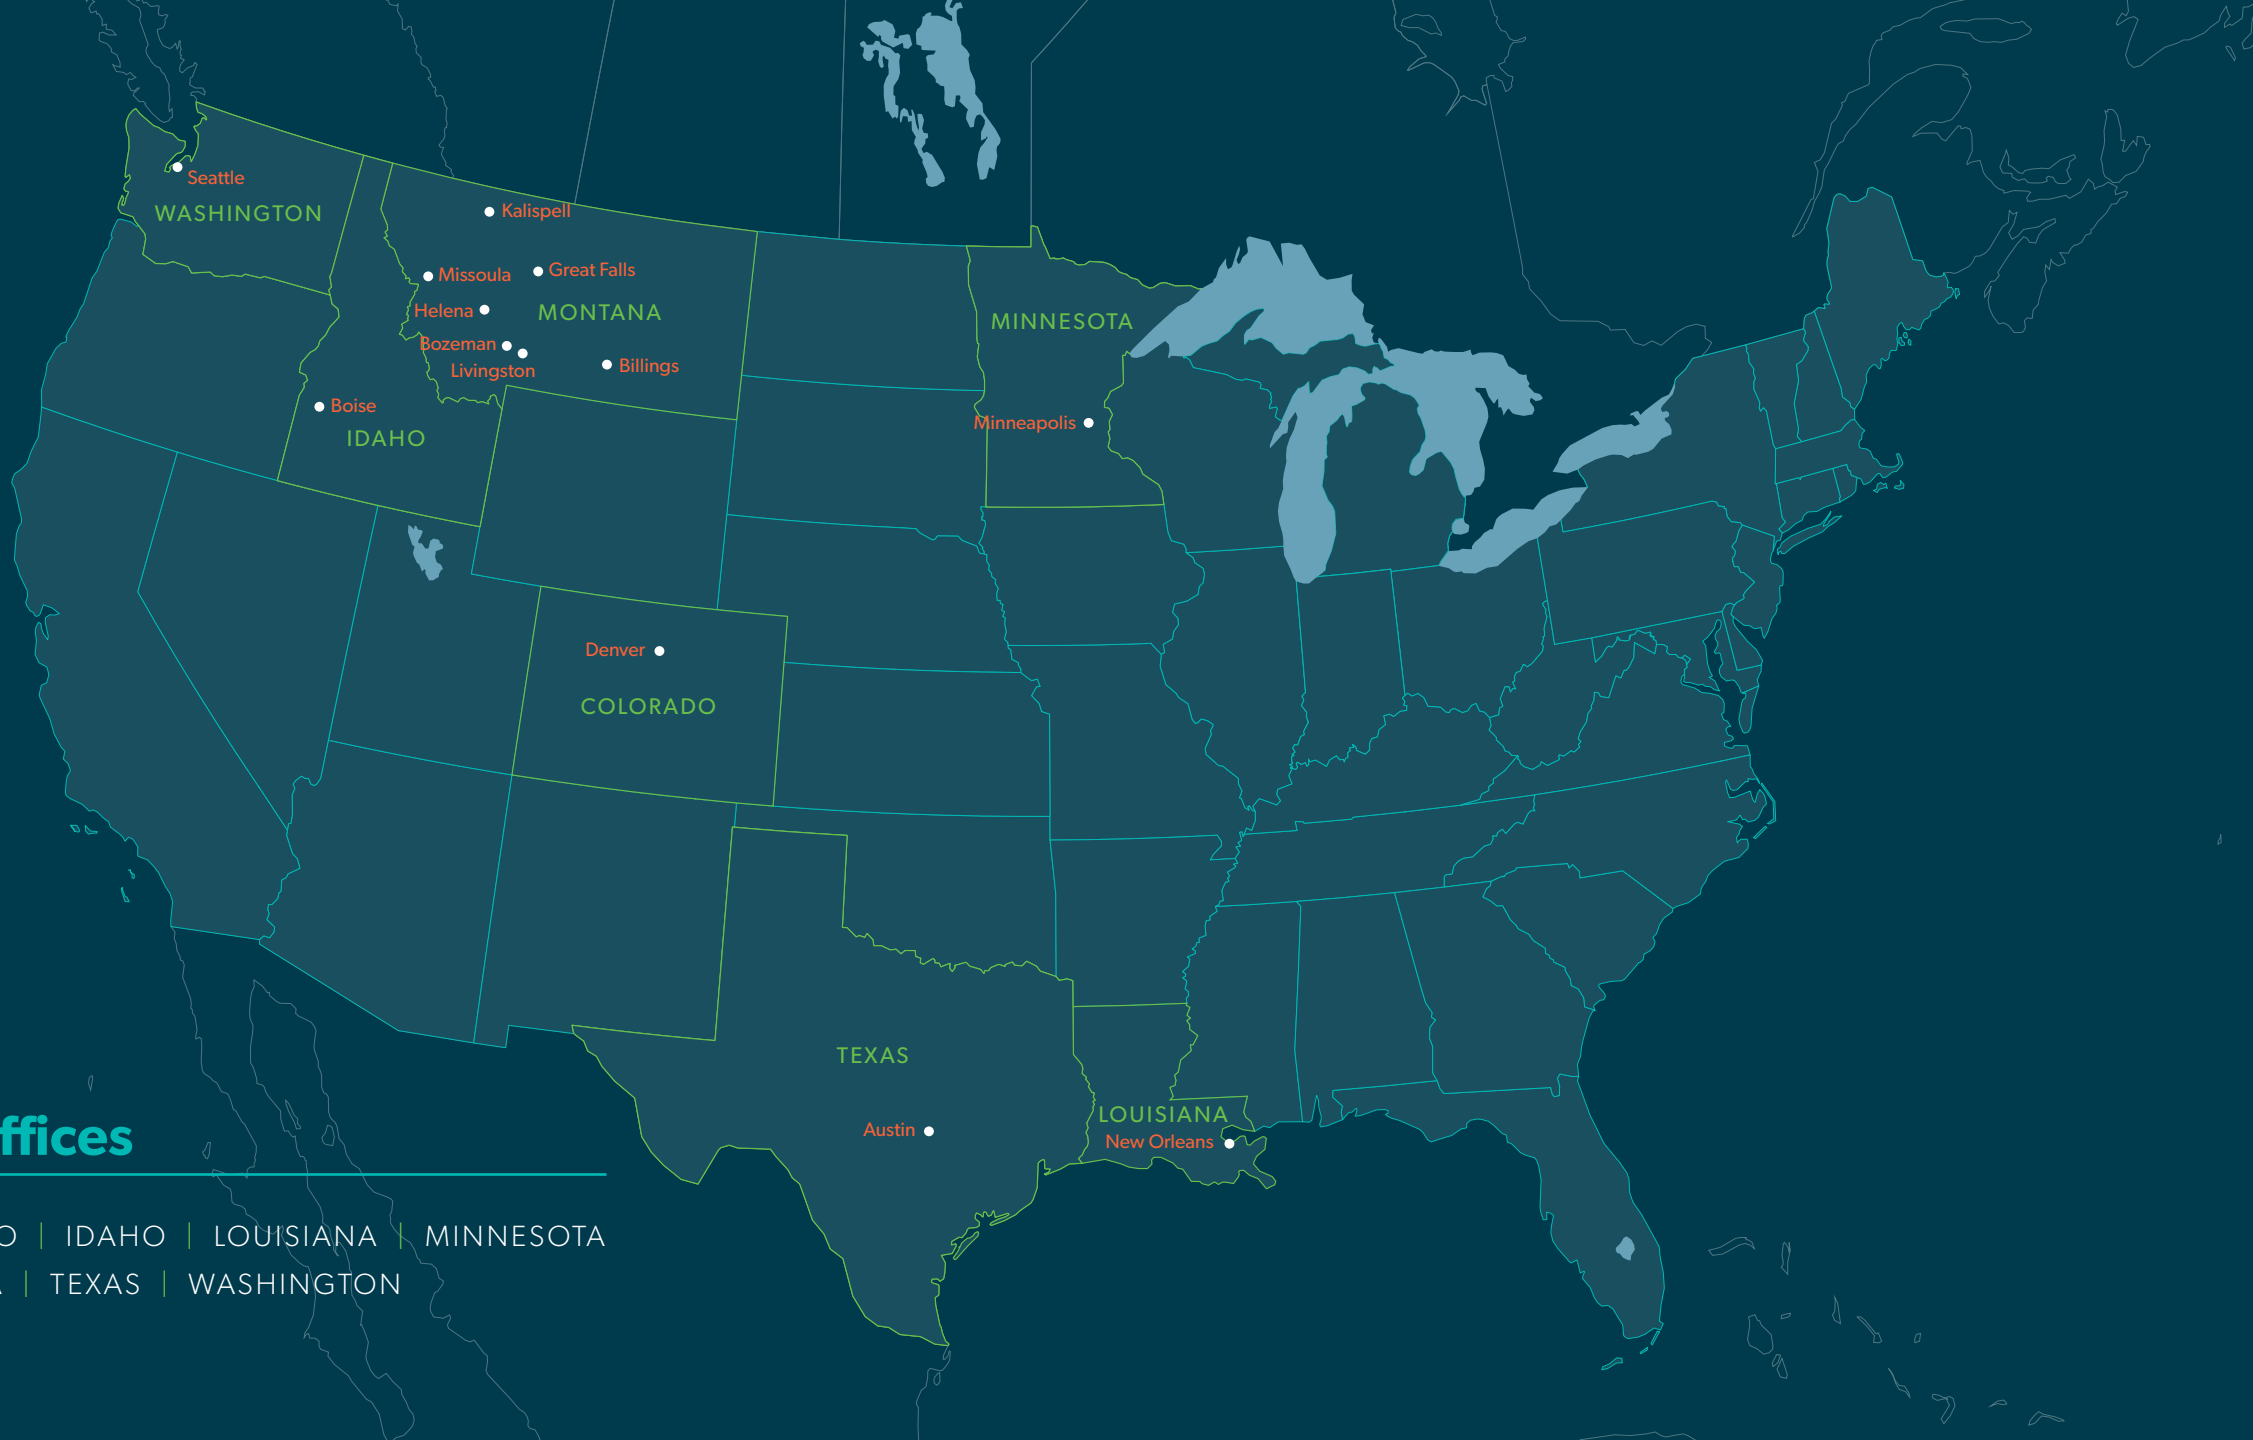 Seattle
WASHINGTON
Kalispell
Missoula
Great Falls
Helena
MONTANA
Bozeman
Livingston
Billings
Boise
IDAHO
MINNESOTA
Minneapolis
Denver
COLORADO
TEXAS
Austin
LOUISIANA
New Orleans
ffices
O | IDAHO | LOUISIANA | MINNESOTA
| TEXAS | WASHINGTON